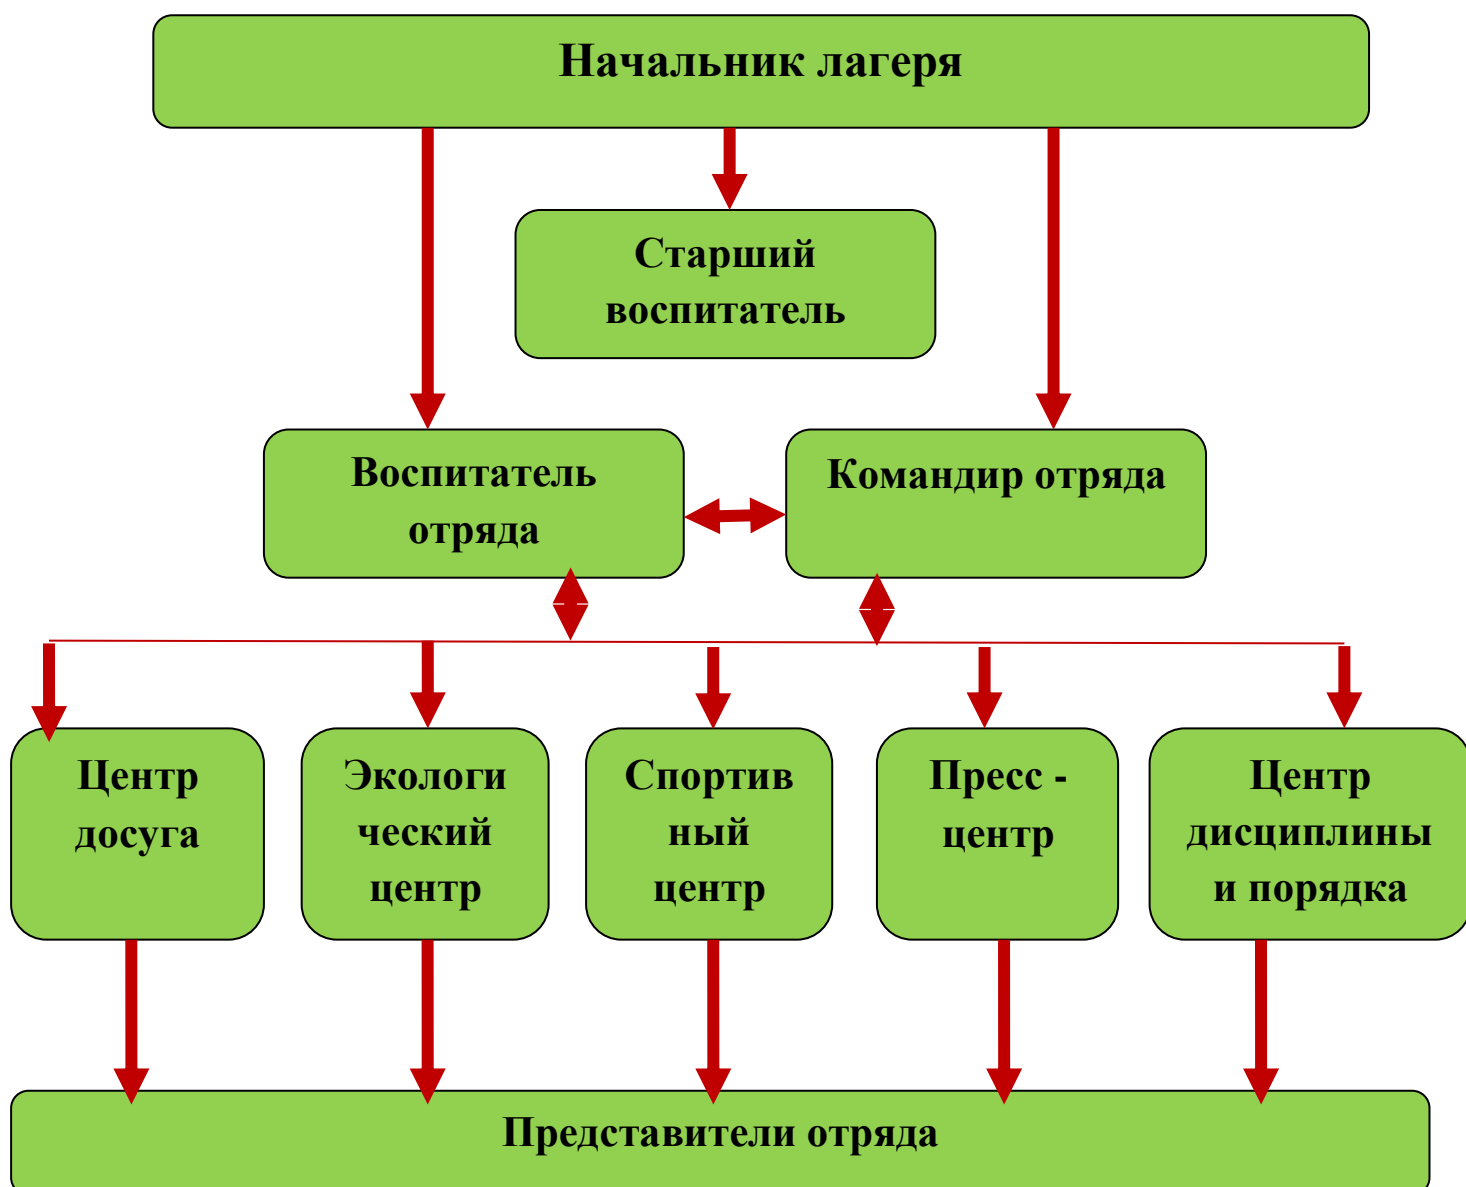 Начальник лагеря
Старший
воспитатель
Воспитатель
отряда
Командир отряда
Центр
досуга
Экологи
ческий
центр
Спортив
ный
центр
Пресс -
центр
Центр
дисциплины
и порядка
Представители отряда